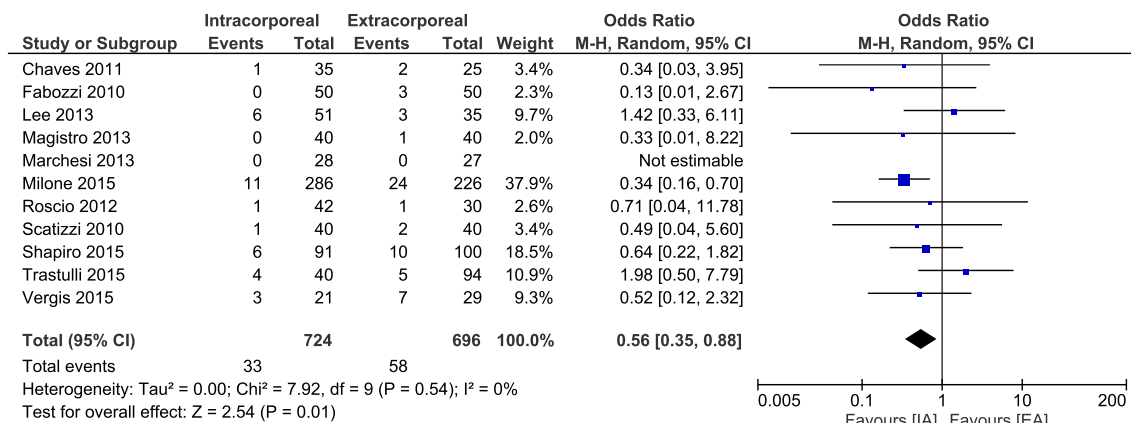 Intracorporeal Extracorporeal Odds Ratio Odds Ratio
Study or Subgroup Events Total Events Total Weight M-H, Random, 95% CI M-H, Random, 95% CI
Chaves 2011 1 35 2 25 3.4% 0.34 [0.03, 3.95]
Fabozzi 2010 0 50 3 50 2.3% 0.13 [0.01, 2.67]
Lee 2013 6 51 3 35 9.7% 1.42 [0.33, 6.11]
Magistro 2013 0 40 1 40 2.0% 0.33 [0.01, 8.22]
Marchesi 2013 0 28 0 27 Not estimable
Milone 2015 11 286 24 226 37.9% 0.34 [0.16, 0.70]
Roscio 2012 1 42 1 30 2.6% 0.71 [0.04, 11.78]
Scatizzi 2010 1 40 2 40 3.4% 0.49 [0.04, 5.60]
Shapiro 2015 6 91 10 100 18.5% 0.64 [0.22, 1.82]
Trastulli 2015 4 40 5 94 10.9% 1.98 [0.50, 7.79]
Vergis 2015 3 21 7 29 9.3% 0.52 [0.12, 2.32]
Total (95% CI) 724 696 100.0% 0.56 [0.35, 0.88]
Total events 33 58
Heterogeneity: Tau² = 0.00; Chi² = 7.92, df = 9 (P = 0.54); I² = 0%
Test for overall effect: Z = 2.54 (P = 0.01)
0.005 0.1 1 10 200
Favours [IA] Favours [EA]